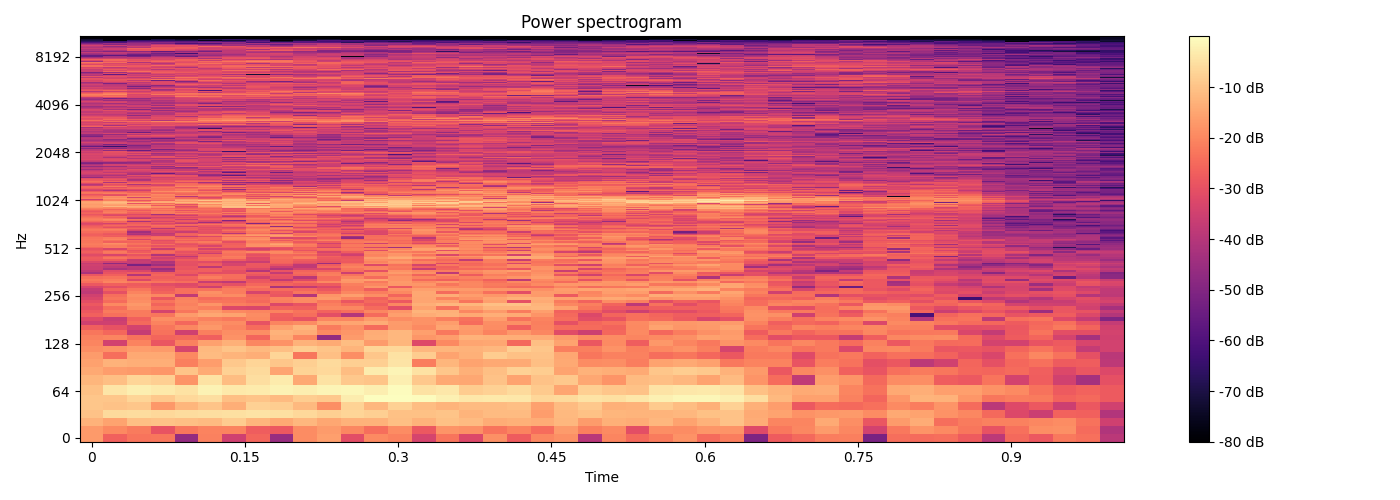 Power spectrogram
8192
4096
2048
1024
512
256
128
64
0
Hz
0 0.15 0.3 0.45 0.6 0.75 0.9
Time
-10 dB
-20 dB
-30 dB
-40 dB
-50 dB
-60 dB
-70 dB
-80 dB